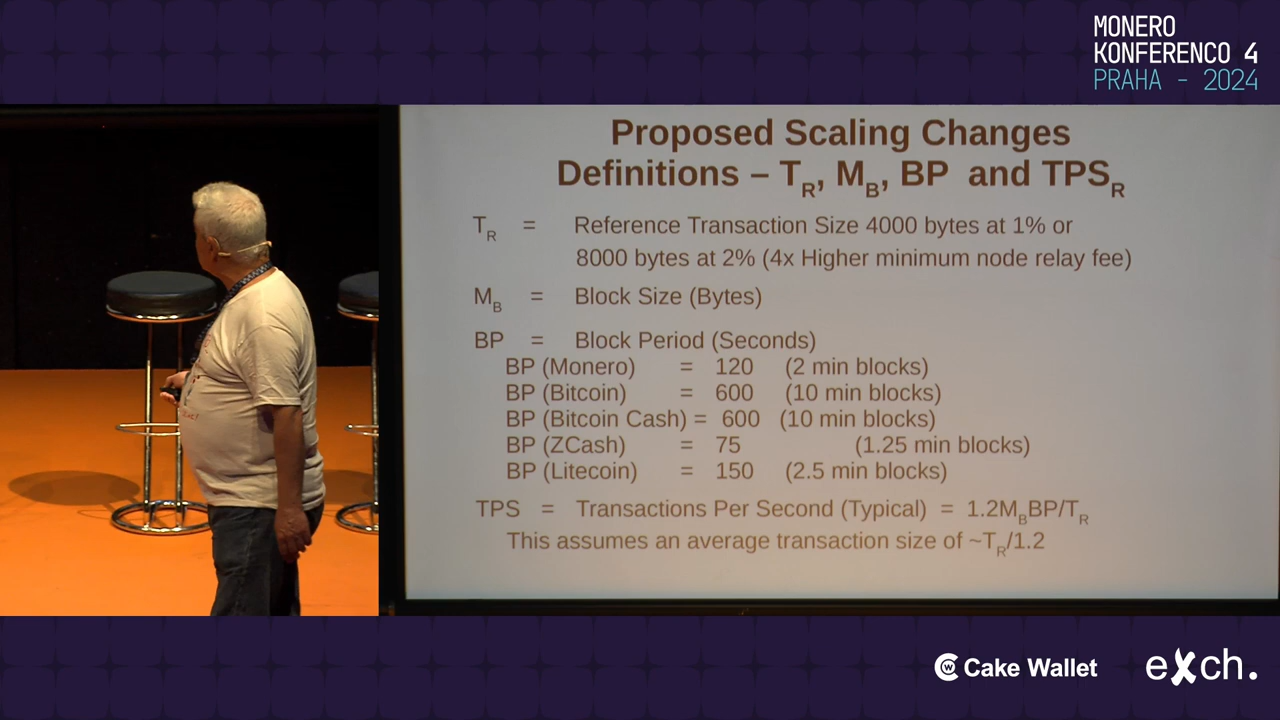 MONERO
KONFERENCO 4
PRAHA - 2024
Proposed Scaling Changes
Definitions – TR, MB, BP and TPSR
TR = Reference Transaction Size 4000 bytes at 1% or
8000 bytes at 2% (4x Higher minimum node relay fee)
MB = Block Size (Bytes)
BP = Block Period (Seconds)
BP (Monero) = 120 (2 min blocks)
BP (Bitcoin) = 600 (10 min blocks)
BP (Bitcoin Cash) = 600 (10 min blocks)
BP (ZCash) = 75 (1.25 min blocks)
BP (Litecoin) = 150 (2.5 min blocks)
TPS = Transactions Per Second (Typical) = 1.2MBBP/TR
This assumes an average transaction size of ~TR/1.2
Cake Wallet
exch.